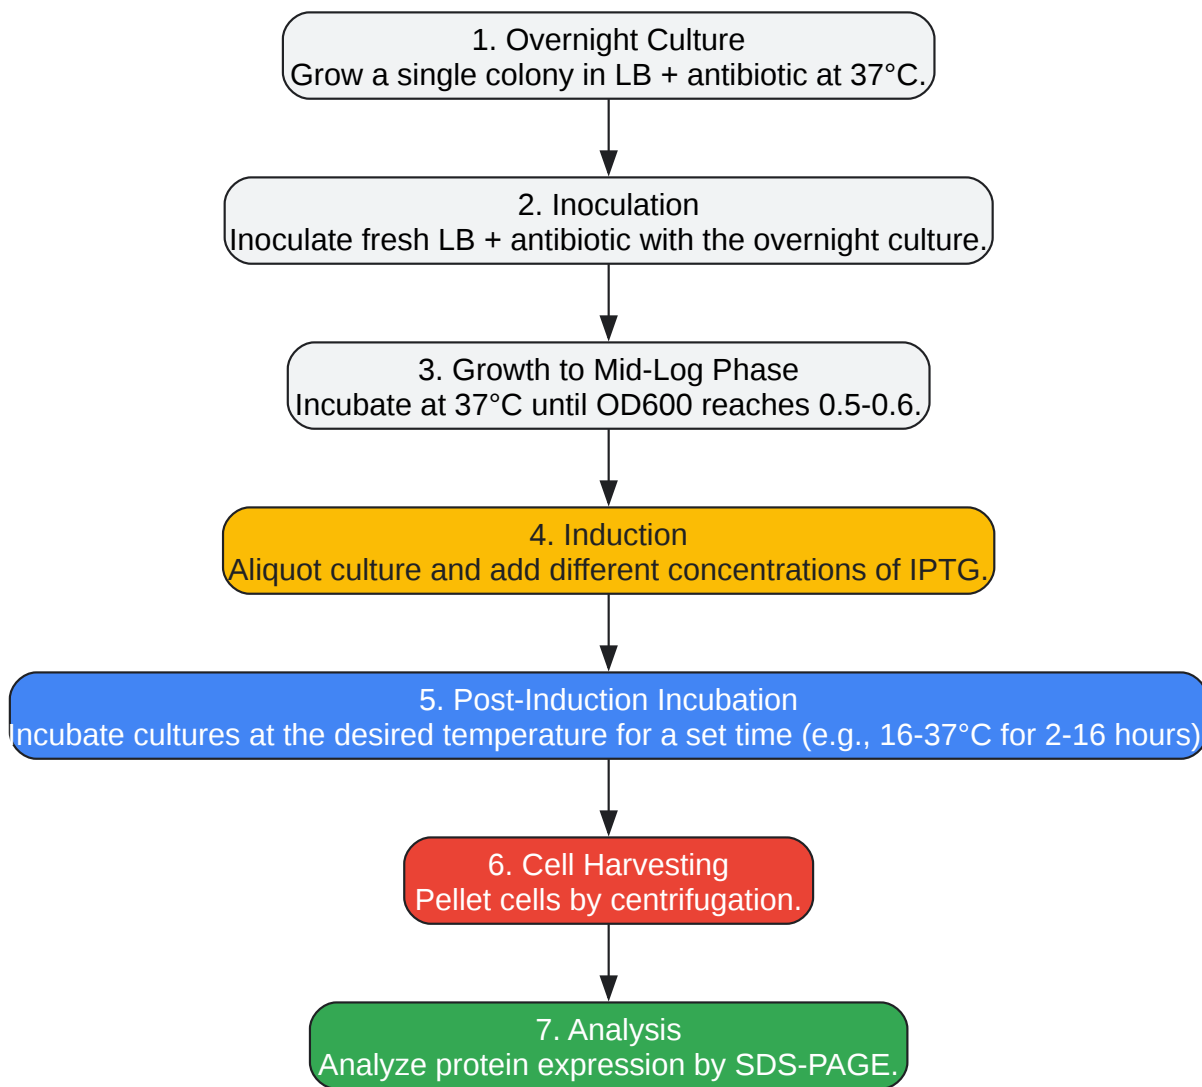 1. Overnight Culture
Grow a single colony in LB + antibiotic at 37°C.
2. Inoculation
Inoculate fresh LB + antibiotic with the overnight culture.
3. Growth to Mid-Log Phase
Incubate at 37°C until OD600 reaches 0.5-0.6.
4. Induction
Aliquot culture and add different concentrations of IPTG.
5. Post-Induction Incubation
Incubate cultures at the desired temperature for a set time (e.g., 16-37°C for 2-16 hours)
6. Cell Harvesting
Pellet cells by centrifugation.
7. Analysis
Analyze protein expression by SDS-PAGE.